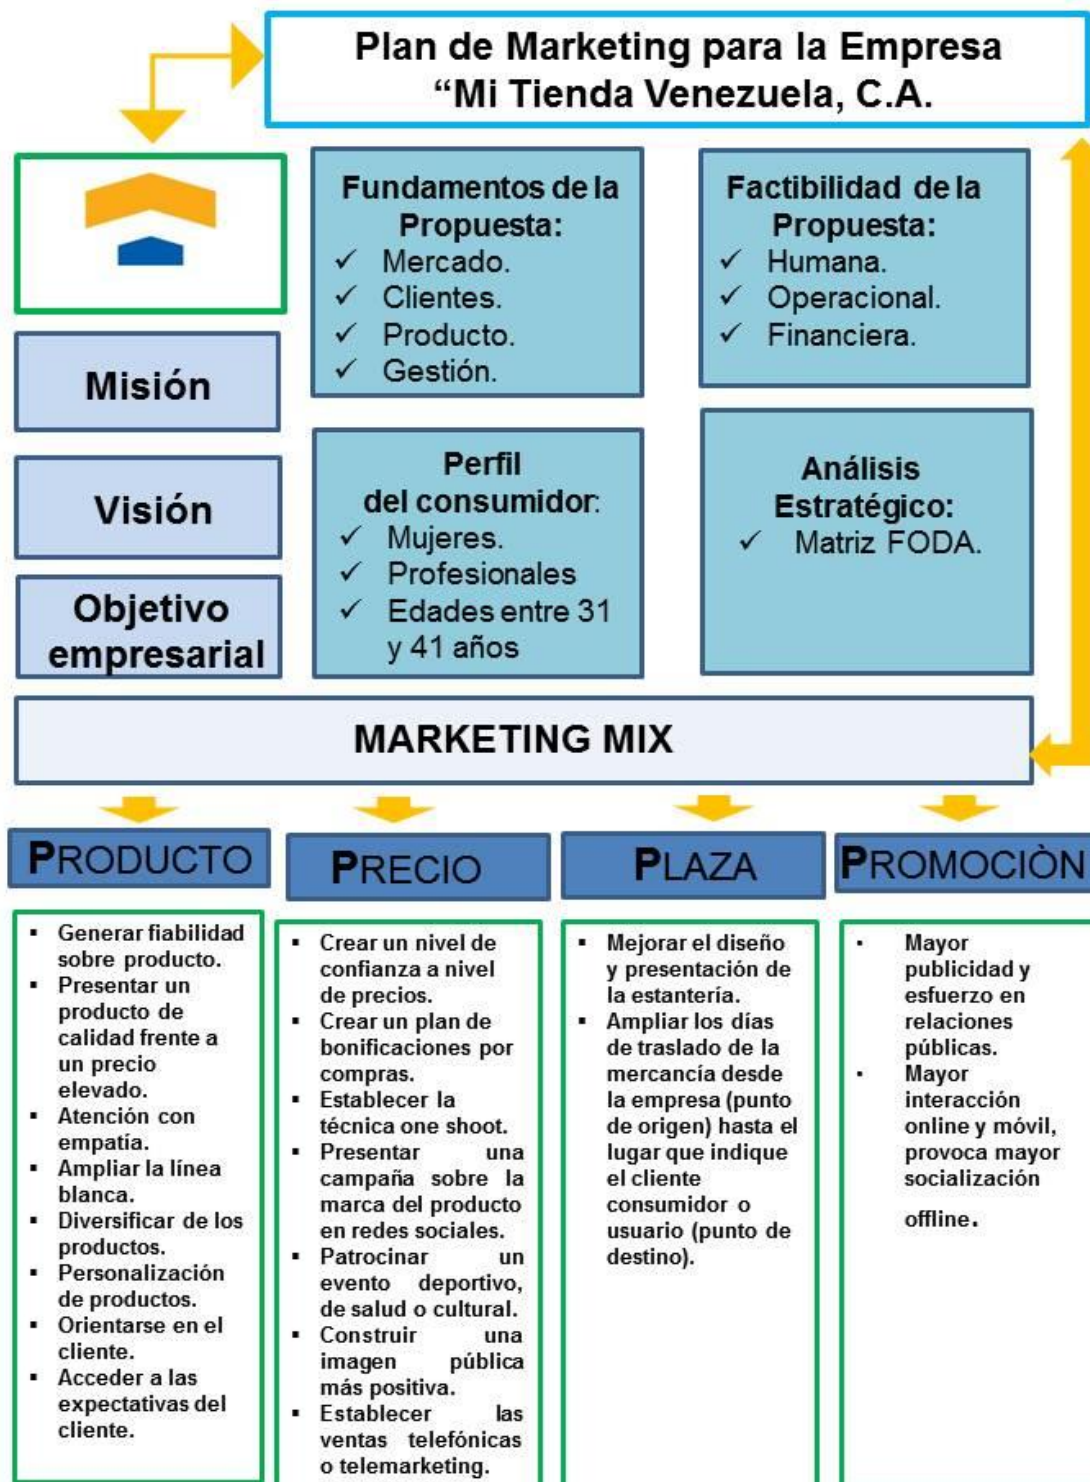 Plan de Marketing para la Empresa
“Mi Tienda Venezuela, C.A.
Fundamentos de la
Propuesta:
✓ Mercado.
✓ Clientes.
✓ Producto.
✓ Gestión.
Factibilidad de la
Propuesta:
✓ Humana.
✓ Operacional.
✓ Financiera.
Misión
Visión
Objetivo
empresarial
Perfil
del consumidor:
✓ Mujeres.
✓ Profesionales
✓ Edades entre 31
y 41 años
Análisis
Estratégico:
✓ Matriz FODA.
MARKETING MIX
PRODUCTO
PRECIO
PLAZA
PROMOCIÒN
▪ Generar fiabilidad
sobre producto.
▪ Presentar un
producto de
calidad frente a
un precio
elevado.
▪ Atención con
empatía.
▪ Ampliar la línea
blanca.
▪ Diversificar de los
productos.
▪ Personalización
de productos.
▪ Orientarse en el
cliente.
▪ Acceder a las
expectativas del
cliente.
▪ Crear un nivel de
confianza a nivel
de precios.
▪ Crear un plan de
bonificaciones por
compras.
▪ Establecer la
técnica one shoot.
▪ Presentar una
campaña sobre la
marca del producto
en redes sociales.
▪ Patrocinar un
evento deportivo,
de salud o cultural.
▪ Construir una
imagen pública
más positiva.
▪ Establecer las
ventas telefónicas
o telemarketing.
▪ Mejorar el diseño
y presentación de
la estantería.
▪ Ampliar los días
de traslado de la
mercancía desde
la empresa (punto
de origen) hasta el
lugar que indique
el cliente
consumidor o
usuario (punto de
destino).
• Mayor
publicidad y
esfuerzo en
relaciones
públicas.
• Mayor
interacción
online y móvil,
provoca mayor
socialización
offline.